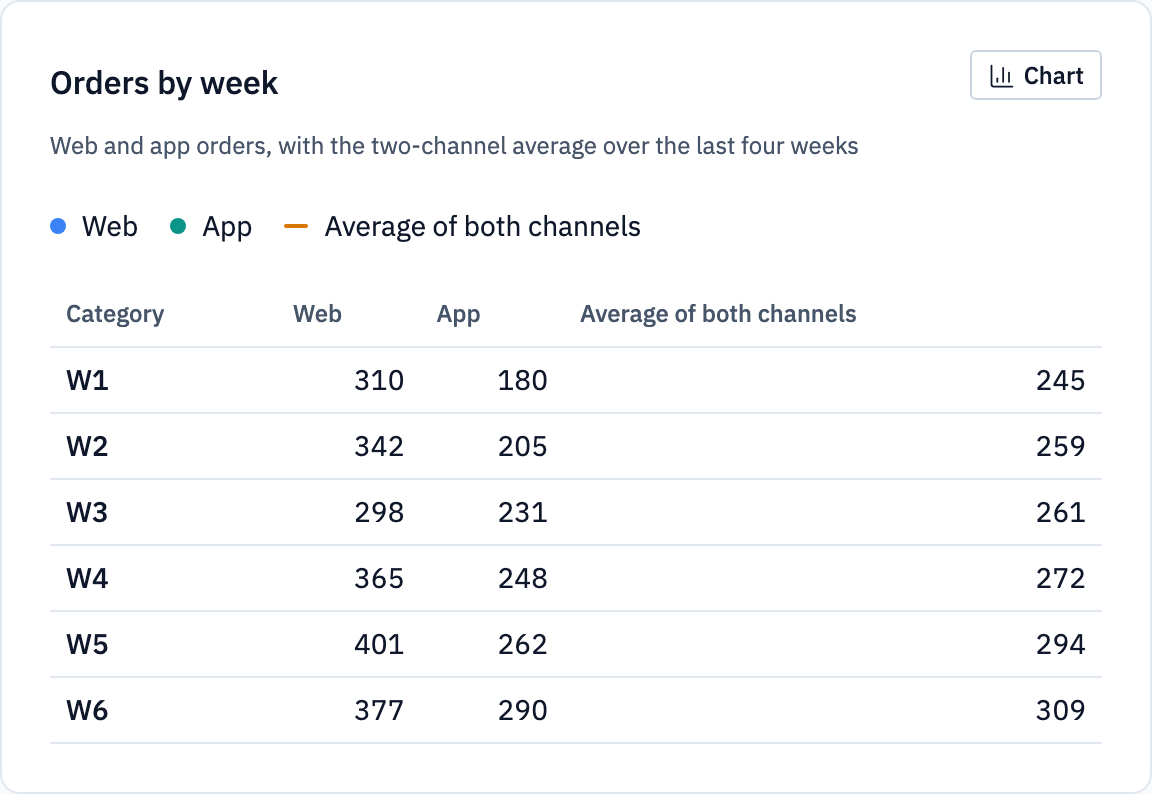 Orders by week
Chart
Web and app orders, with the two-channel average over the last four weeks
Web App Average of both channels
Category Web App Average of both channels
W1 310 180 245
W2 342 205 259
W3 298 231 261
W4 365 248 272
W5 401 262 294
W6 377 290 309